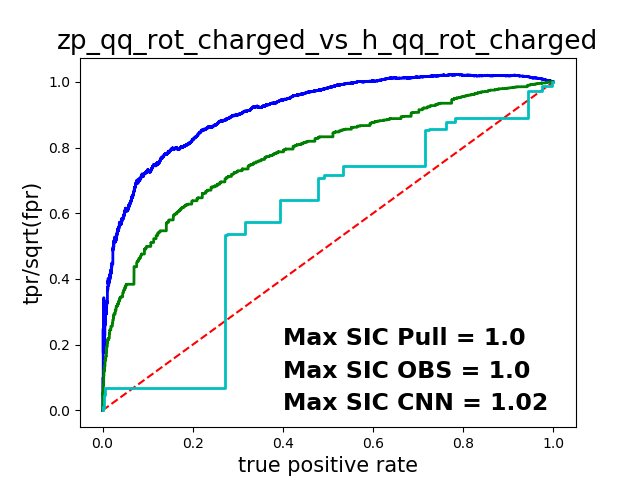 zp_qq_rot_charged_vs_h_qq_rot_charged
tpr/sqrt(fpr)
1.0
0.8
0.6
0.4
0.2
0.0
Max SIC Pull = 1.0
Max SIC OBS = 1.0
Max SIC CNN = 1.02
0.0 0.2 0.4 0.6 0.8 1.0
true positive rate